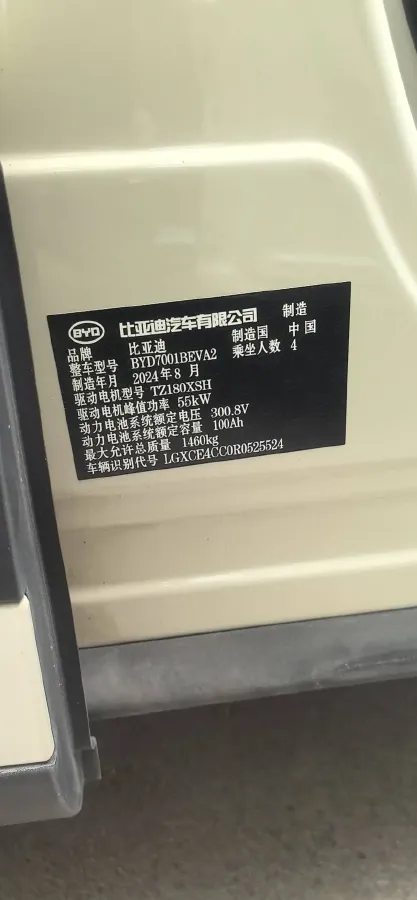 BYD 比亚迪汽车有限公司 制造
品牌 比亚迪 制造国 中国
整车型号 BYD7001BEVA2 乘坐人数 4
制造年月 2024年8月
驱动电机型号 TZ180XSH
驱动电机峰值功率 55kW
动力电池系统额定电压 300.8V
动力电池系统额定容量 100Ah
最大允许总质量 1460kg
车辆识别代号 LGXCE4CC0R0525524